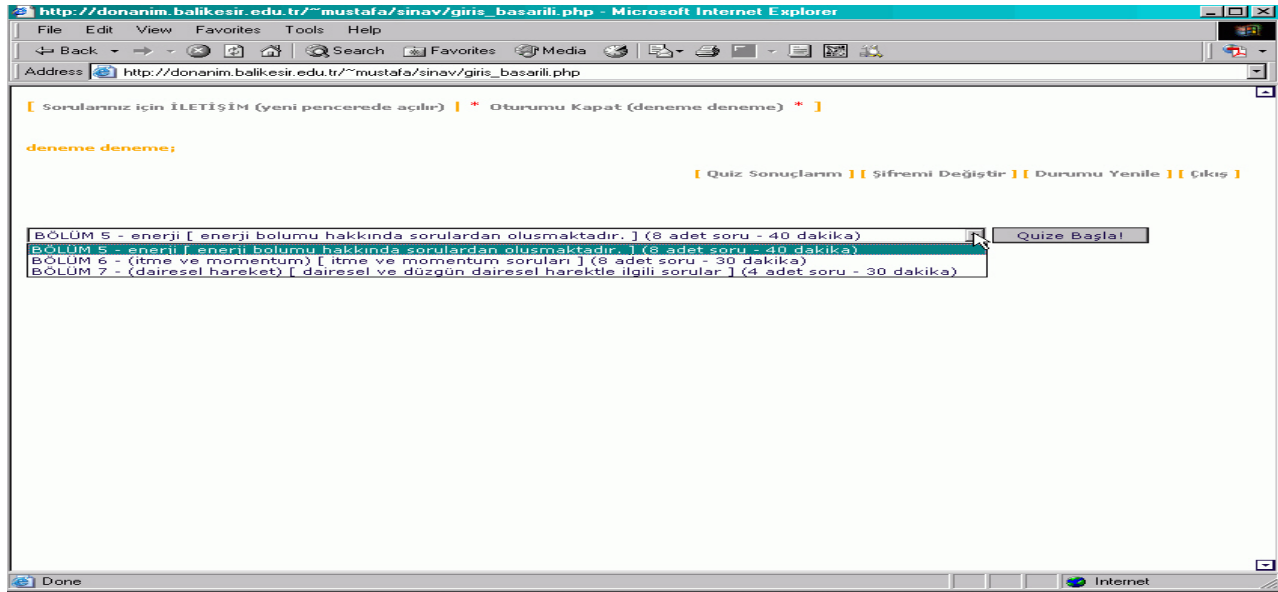 http://donanim.balikesir.edu.tr/~mustafa/sinav/giris_basarili.php - Microsoft Internet Explorer
File Edit View Favorites Tools Help
Back Search Favorites Media
Address http://donanim.balikesir.edu.tr/~mustafa/sinav/giris_basarili.php
[ Sorularınız için İLETİŞİM (yeni pencerede açılır) | * Oturumu Kapat (deneme deneme) * ]
deneme deneme;
[ Quiz Sonuçlarım ] [ Şifremi Değiştir ] [ Durumu Yenile ] [ Çıkış ]
BÖLÜM 5 - enerji [ enerji bolumu hakkında sorulardan olusmaktadır. ] (8 adet soru - 40 dakika) Quize Başla!
BÖLÜM 5 - enerji [ enerji bolumu hakkında sorulardan olusmaktadır. ] (8 adet soru - 40 dakika)
BÖLÜM 6 - (itme ve momentum) [ itme ve momentum soruları ] (8 adet soru - 30 dakika)
BÖLÜM 7 - (dairesel hareket) [ dairesel ve düzgün dairesel harektle ilgili sorular ] (4 adet soru - 30 dakika)
Done Internet